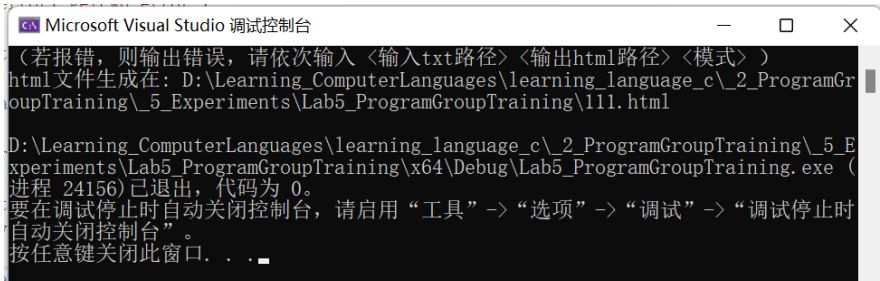 Microsoft Visual Studio 调试控制台
（若报错，则输出错误，请依次输入 <输入txt路径> <输出html路径> <模式> ）
html文件生成在: D:\Learning_ComputerLanguages\learning_language_c\_2_ProgramGr
oupTraining\_5_Experiments\Lab5_ProgramGroupTraining\111.html
D:\Learning_ComputerLanguages\learning_language_c\_2_ProgramGroupTraining\_5_E
xperiments\Lab5_ProgramGroupTraining\x64\Debug\Lab5_ProgramGroupTraining.exe (
进程 24156)已退出，代码为 0。
要在调试停止时自动关闭控制台，请启用“工具”->“选项”->“调试”->“调试停止时
自动关闭控制台”。
按任意键关闭此窗口. . .